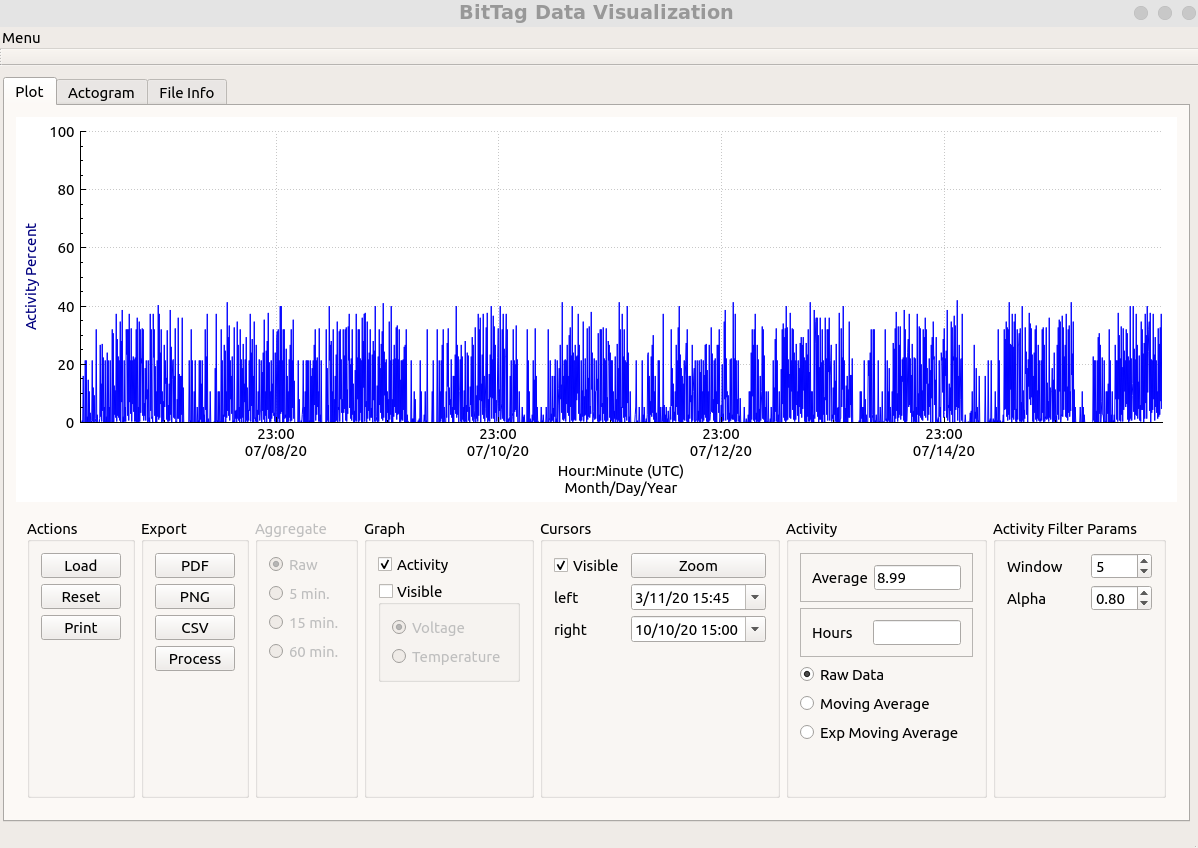 BitTag Data Visualization
Menu
Plot Actogram File Info
100
80
60
40
20
0
Activity Percent
23:00 23:00 23:00 23:00
07/08/20 07/10/20 07/12/20 07/14/20
Hour:Minute (UTC)
Month/Day/Year
Actions
Load
Reset
Print
Export
PDF
PNG
CSV
Process
Aggregate
Raw
5 min.
15 min.
60 min.
Graph
Activity
Visible
Voltage
Temperature
Cursors
Visible Zoom
left 3/11/20 15:45
right 10/10/20 15:00
Activity
Average 8.99
Hours
Raw Data
Moving Average
Exp Moving Average
Activity Filter Params
Window 5
Alpha 0.80